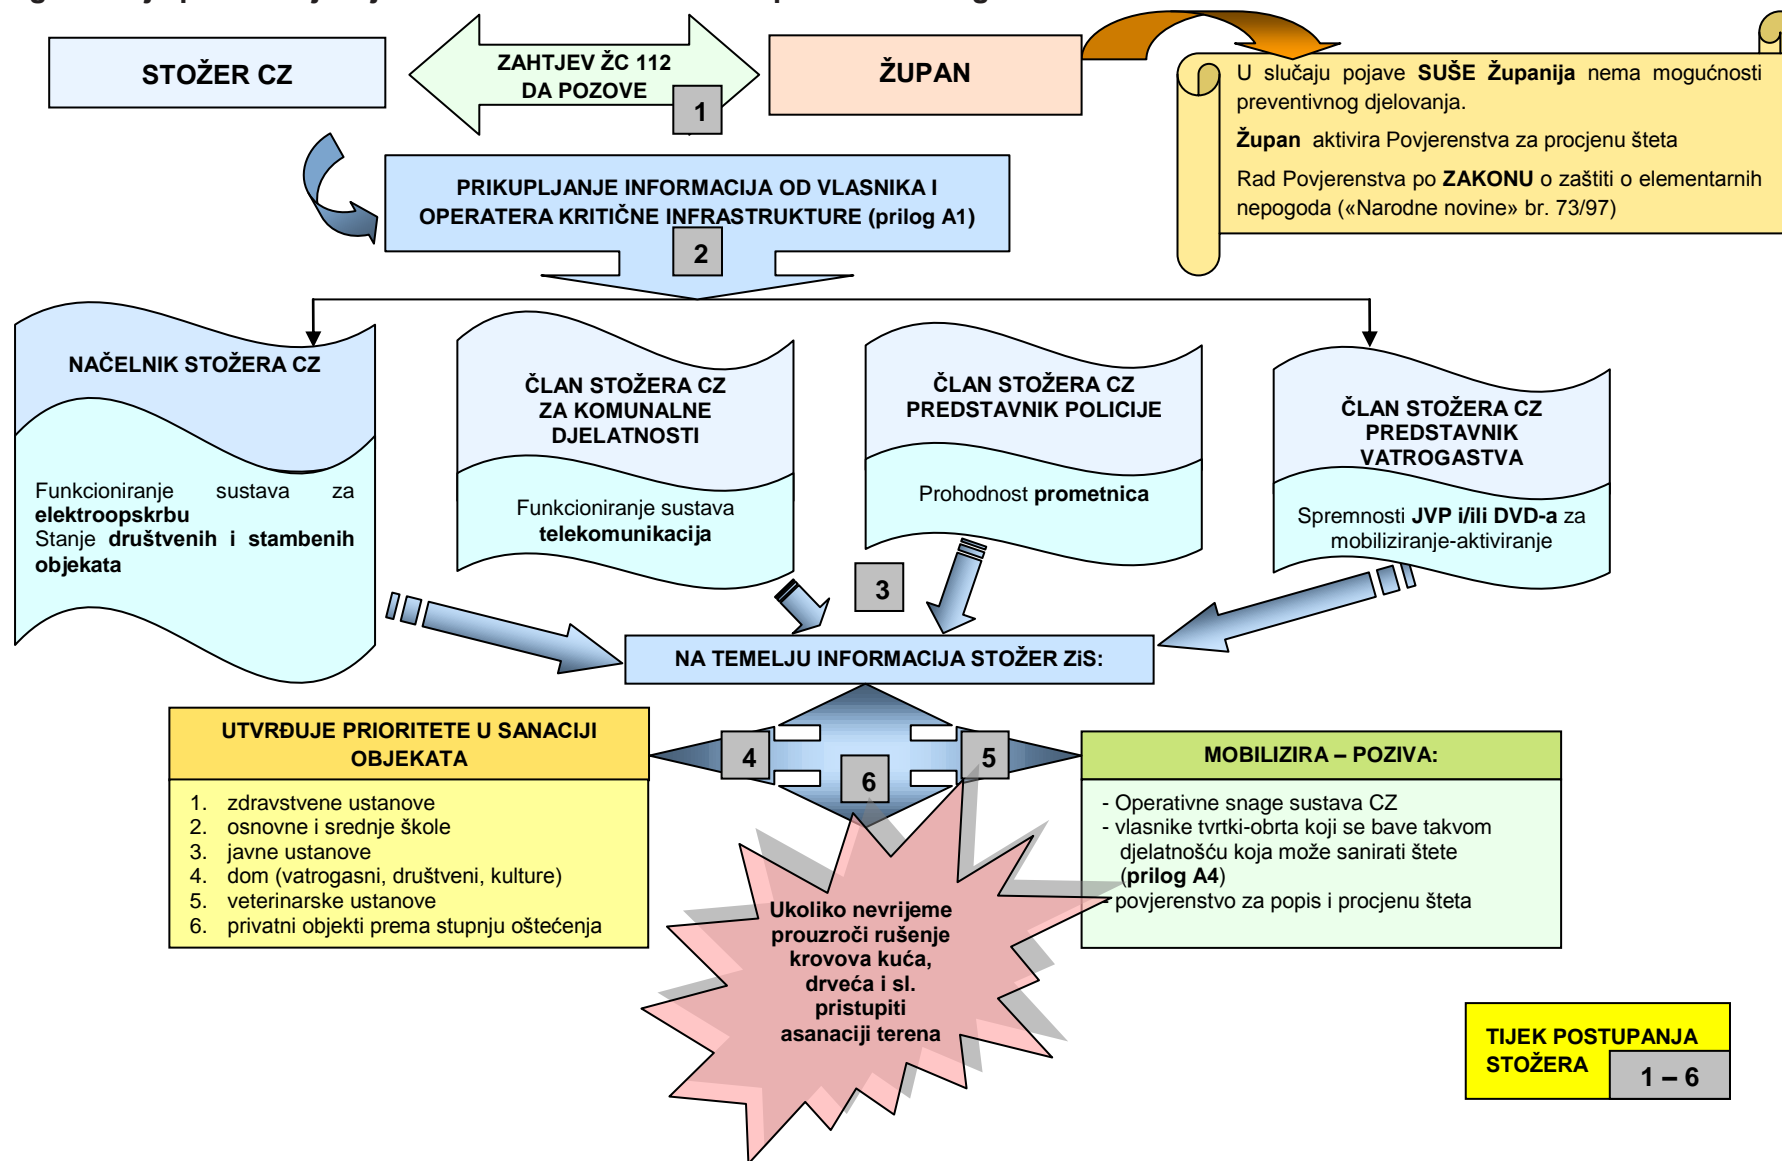 STOŽER CZ
ZAHTJEV ŽC 112
DA POZOVE
1
ŽUPAN
U slučaju pojave SUŠE Županija nema mogućnosti
preventivnog djelovanja.
Župan aktivira Povjerenstva za procjenu šteta
Rad Povjerenstva po ZAKONU o zaštiti o elementarnih
nepogoda («Narodne novine» br. 73/97)
PRIKUPLJANJE INFORMACIJA OD VLASNIKA I
OPERATERA KRITIČNE INFRASTRUKTURE (prilog A1)
2
NAČELNIK STOŽERA CZ
Funkcioniranje sustava za
elektroopskrbu
Stanje društvenih i stambenih
objekata
ČLAN STOŽERA CZ
ZA KOMUNALNE
DJELATNOSTI
Funkcioniranje sustava
telekomunikacija
ČLAN STOŽERA CZ
PREDSTAVNIK POLICIJE
Prohodnost prometnica
ČLAN STOŽERA CZ
PREDSTAVNIK
VATROGASTVA
Spremnosti JVP i/ili DVD-a za
mobiliziranje-aktiviranje
3
NA TEMELJU INFORMACIJA STOŽER ZiS:
4
5
6
UTVRĐUJE PRIORITETE U SANACIJI
OBJEKATA
1. zdravstvene ustanove
2. osnovne i srednje škole
3. javne ustanove
4. dom (vatrogasni, društveni, kulture)
5. veterinarske ustanove
6. privatni objekti prema stupnju oštećenja
MOBILIZIRA – POZIVA:
- Operativne snage sustava CZ
- vlasnike tvrtki-obrta koji se bave takvom
djelatnošću koja može sanirati štete
(prilog A4)
- povjerenstvo za popis i procjenu šteta
Ukoliko nevrijeme
prouzroči rušenje
krovova kuća,
drveća i sl.
pristupiti
asanaciji terena
TIJEK POSTUPANJA
STOŽERA
1 – 6